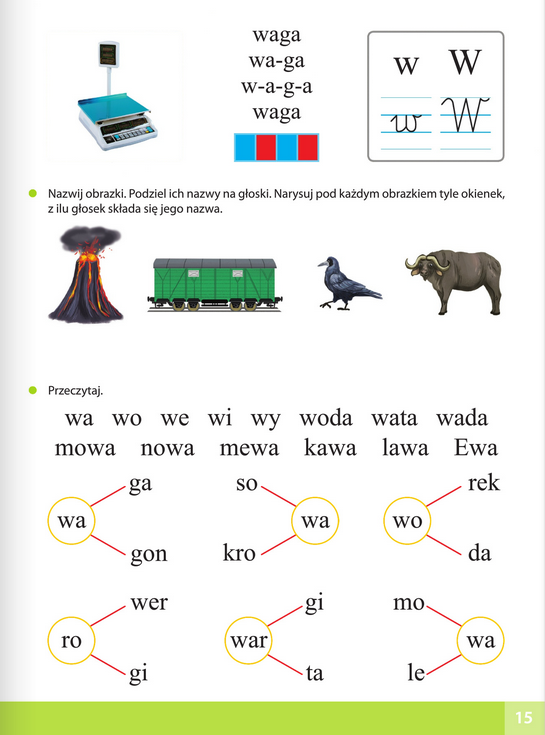 waga
wa-ga
w-a-g-a
waga
w W
w W
Nazwij obrazki. Podziel ich nazwy na głoski. Narysuj pod każdym obrazkiem tyle okienek,
z ilu głosek składa się jego nazwa.
Przeczytaj.
wa wo we wi wy woda wata wada
mowa nowa mewa kawa lawa Ewa
ga so rek
wa wa wo
gon kro da
wer gi mo
ro war wa
gi ta le
15